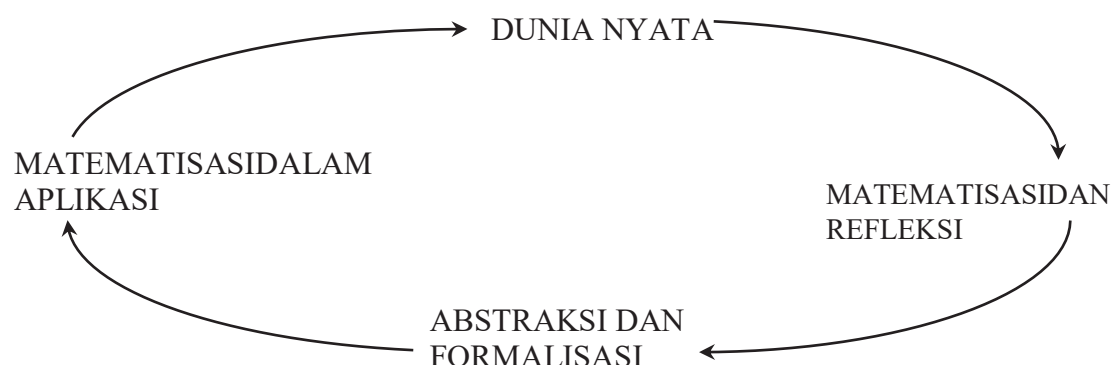 DUNIA NYATA
MATEMATISASIDALAM
APLIKASI
MATEMATISASIDAN
REFLEKSI
ABSTRAKSI DAN
FORMALISASI